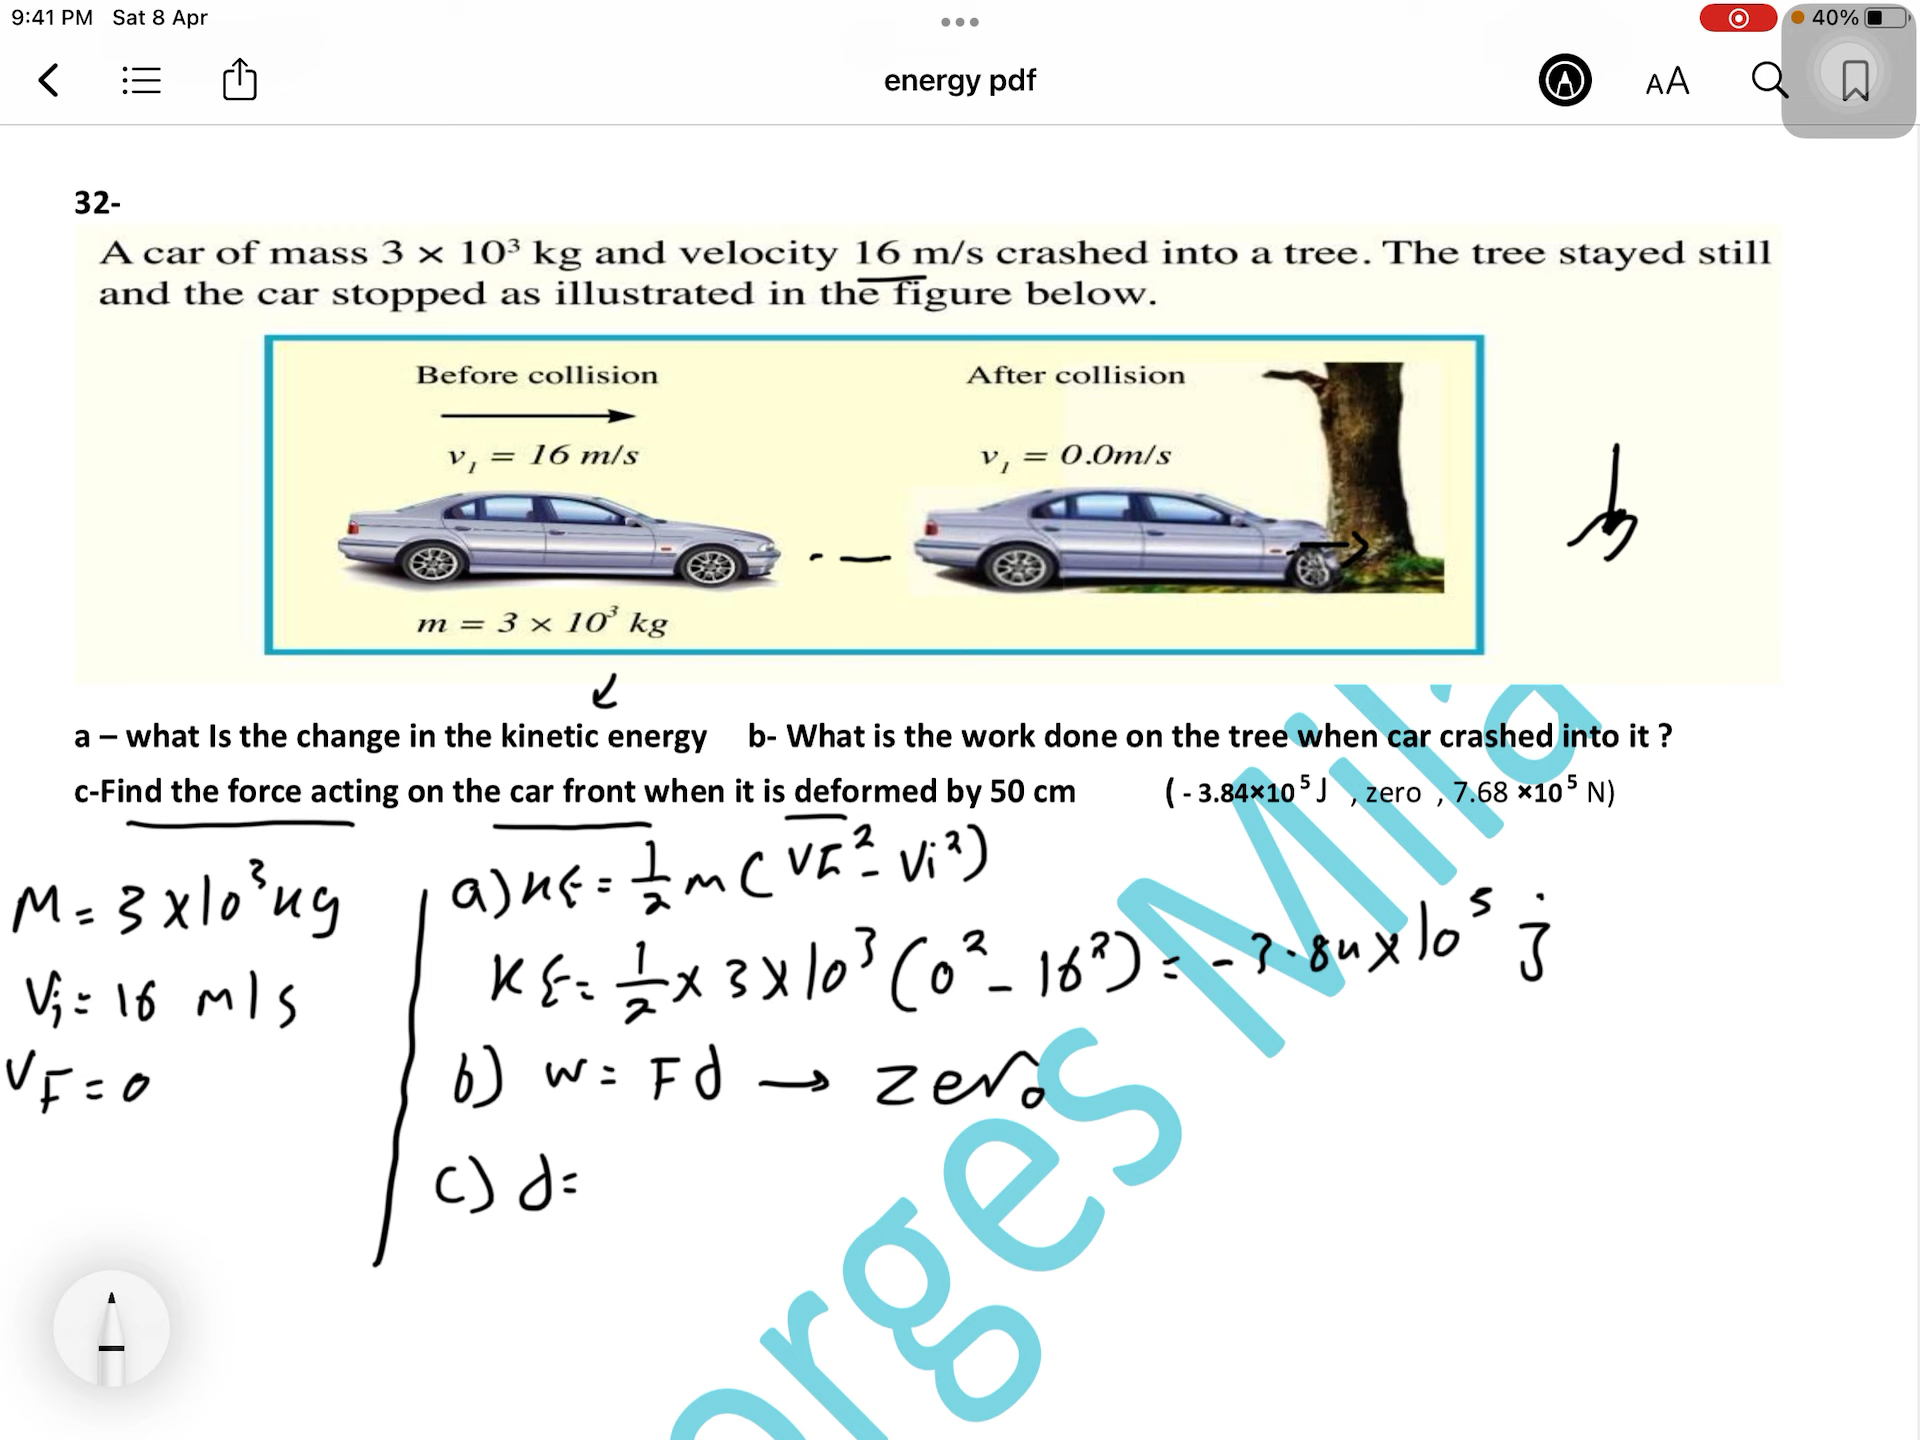 9:41 PM Sat 8 Apr
40%
energy pdf
AA
32-
A car of mass 3 × 10³ kg and velocity 16 m/s crashed into a tree. The tree stayed still
and the car stopped as illustrated in the figure below.
Before collision
After collision
v₁ = 16 m/s
v₁ = 0.0m/s
m = 3 × 10³ kg
a – what Is the change in the kinetic energy b- What is the work done on the tree when car crashed into it ?
c-Find the force acting on the car front when it is deformed by 50 cm ( - 3.84×10⁵ J , zero , 7.68 ×10⁵ N)
M = 3 x10³ kg
Vi = 16 m/s
VF = 0
a) KE = 1/2 m ( VF² - Vi²)
KE = 1/2 x 3 x 10³ (0² - 16²) = - 3.84 x 10⁵ j
b) w = Fd → zero
c) d=
orges Mila